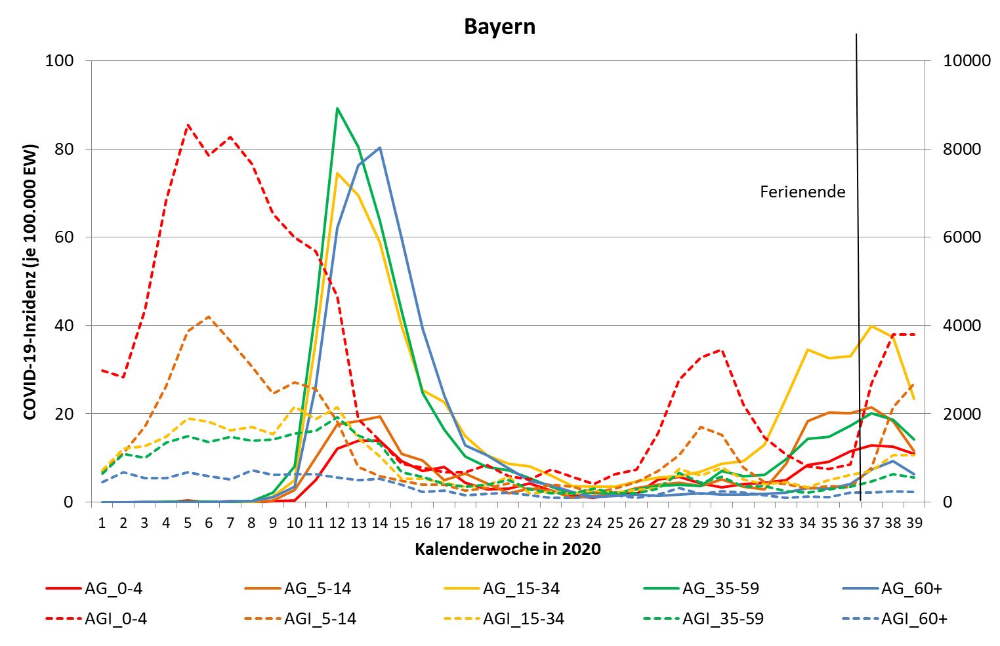 Bayern
100 10000
80 8000
Ferienende
60 6000
40 4000
20 2000
0 0
COVID-19-Inzidenz (je 100.000 EW)
1 2 3 4 5 6 7 8 9 10 11 12 13 14 15 16 17 18 19 20 21 22 23 24 25 26 27 28 29 30 31 32 33 34 35 36 37 38 39
Kalenderwoche in 2020
AG_0-4 AG_5-14 AG_15-34 AG_35-59 AG_60+
AGI_0-4 AGI_5-14 AGI_15-34 AGI_35-59 AGI_60+